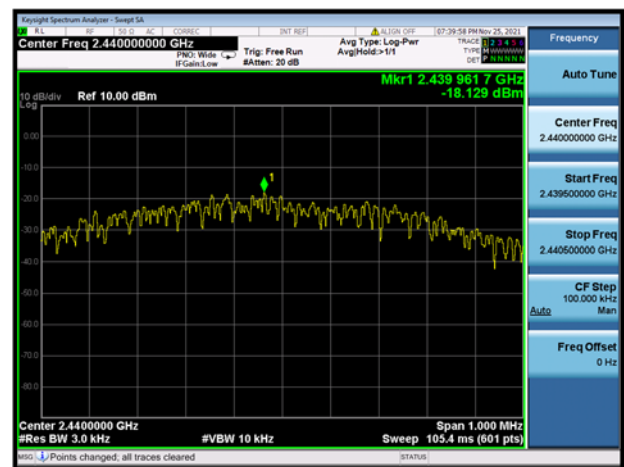 Keysight Spectrum Analyzer - Swept SA
RL RF 50 Ω AC CORREC INT REF ALIGN OFF 07:39:58 PM Nov 25, 2021
Center Freq 2.440000000 GHz
PNO: Wide
IFGain:Low
Trig: Free Run
#Atten: 20 dB
Avg Type: Log-Pwr
Avg|Hold:>1/1
TRACE 1 2 3 4 5 6
TYPE M WWWWW
DET P NNNNN
Mkr1 2.439 961 7 GHz
-18.129 dBm
10 dB/div
Log
Ref 10.00 dBm
1
0.00
-10.0
-20.0
-30.0
-40.0
-50.0
-60.0
-70.0
-80.0
Center 2.4400000 GHz
Span 1.000 MHz
#Res BW 3.0 kHz
#VBW 10 kHz
Sweep 105.4 ms (601 pts)
MSG Points changed; all traces cleared
STATUS
Frequency
Auto Tune
Center Freq
2.440000000 GHz
Start Freq
2.439500000 GHz
Stop Freq
2.440500000 GHz
CF Step
100.000 kHz
Auto Man
Freq Offset
0 Hz